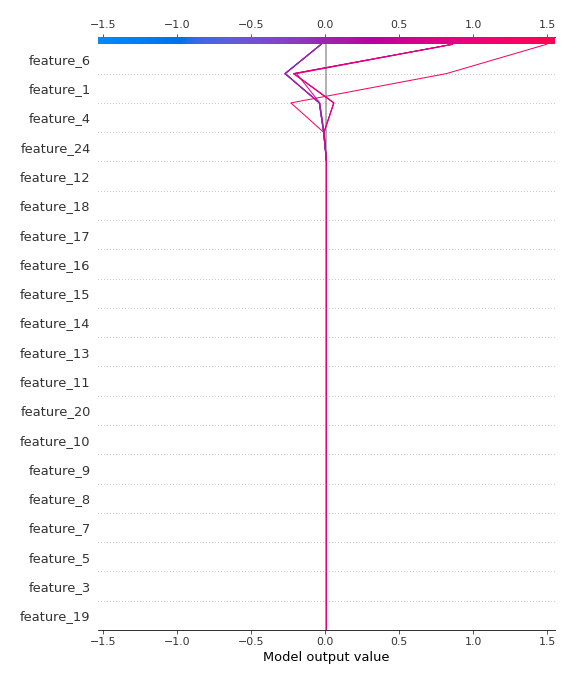 −1.5 −1.0 −0.5 0.0 0.5 1.0 1.5
feature_6
feature_1
feature_4
feature_24
feature_12
feature_18
feature_17
feature_16
feature_15
feature_14
feature_13
feature_11
feature_20
feature_10
feature_9
feature_8
feature_7
feature_5
feature_3
feature_19
−1.5 −1.0 −0.5 0.0 0.5 1.0 1.5
Model output value